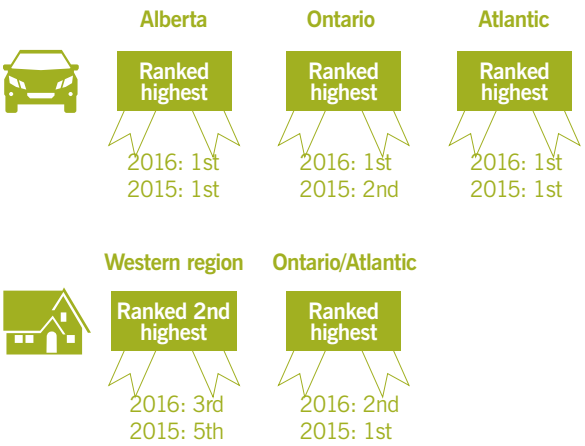 Alberta
Ontario
Atlantic
Ranked
highest
Ranked
highest
Ranked
highest
2016: 1st
2015: 1st
2016: 1st
2015: 2nd
2016: 1st
2015: 1st
Western region
Ontario/Atlantic
Ranked 2nd
highest
Ranked
highest
2016: 3rd
2015: 5th
2016: 2nd
2015: 1st